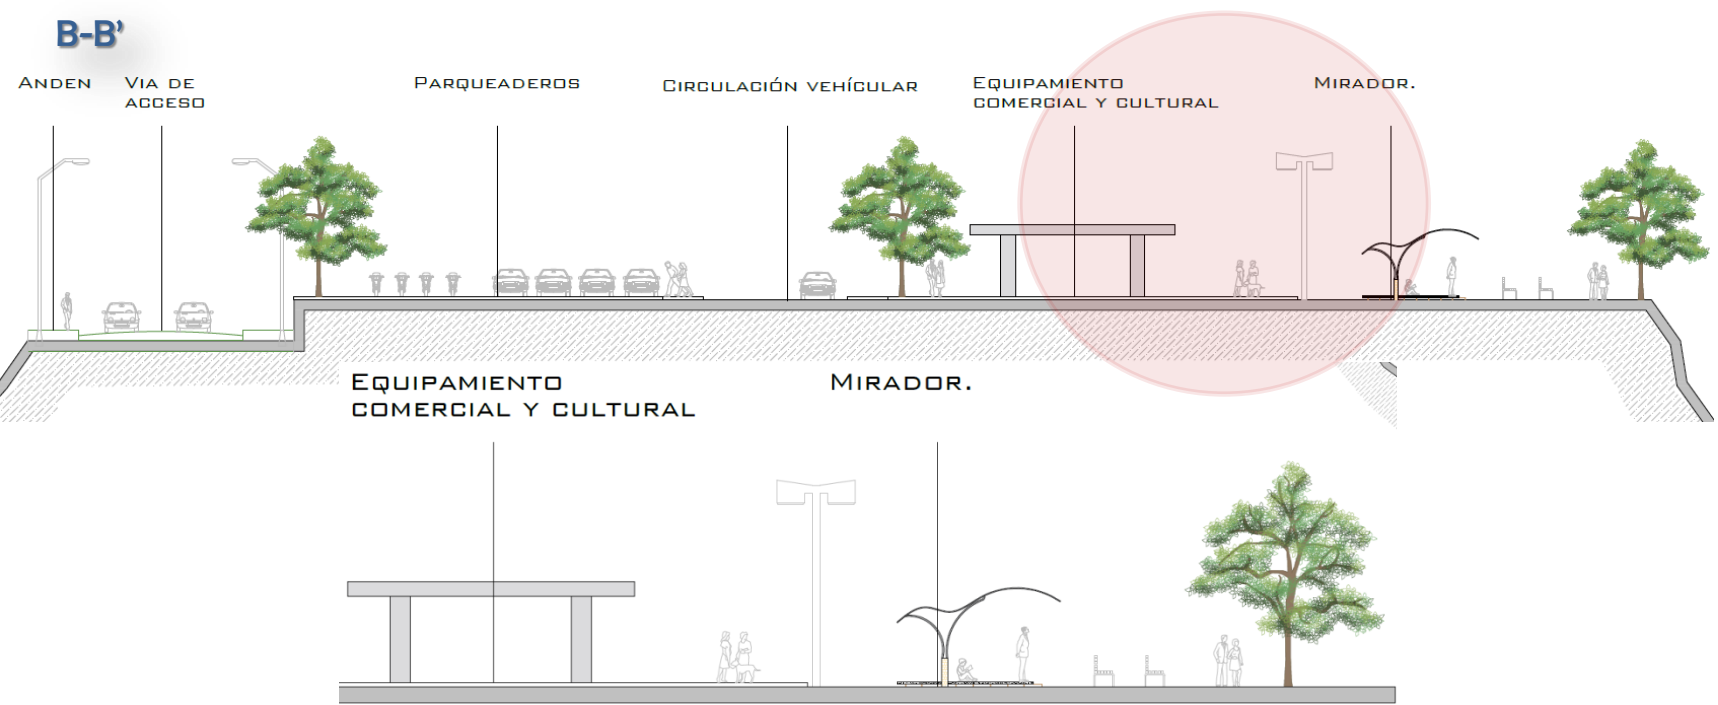 B-B’
ANDEN
VIA DE
ACCESO
PARQUEADEROS
CIRCULACIÓN VEHÍCULAR
EQUIPAMIENTO
COMERCIAL Y CULTURAL
MIRADOR.
EQUIPAMIENTO
COMERCIAL Y CULTURAL
MIRADOR.